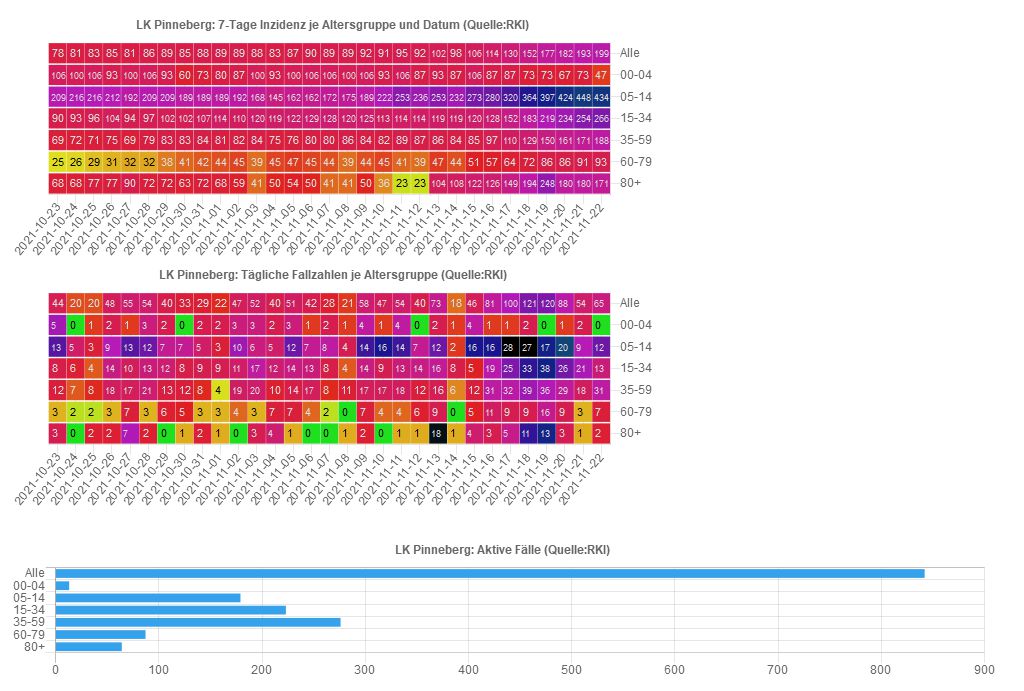 LK Pinneberg: 7-Tage Inzidenz je Altersgruppe und Datum (Quelle:RKI)
78 81 83 85 81 86 89 85 88 89 89 88 83 87 90 89 89 92 91 95 92 102 98 106 114 130 152 177 182 193 199 Alle
106 100 106 93 100 106 93 60 73 80 87 100 93 100 106 100 106 100 93 106 87 93 87 106 87 87 73 73 67 73 47 00-04
209 216 216 212 192 209 209 189 189 189 192 168 145 162 162 172 175 189 222 253 236 253 232 273 280 320 364 397 424 448 434 05-14
90 93 96 104 94 97 102 102 107 114 110 120 119 122 129 128 120 125 113 114 114 119 119 120 128 152 183 219 234 254 266 15-34
69 72 71 75 69 79 83 83 84 81 82 84 75 76 80 80 86 84 82 89 87 86 84 85 97 110 129 150 161 171 188 35-59
25 26 29 31 32 32 38 41 42 44 45 39 45 47 45 44 39 44 45 41 39 47 44 51 57 64 72 86 86 91 93 60-79
68 68 77 77 90 72 72 63 72 68 59 41 50 54 50 41 41 50 36 23 23 104 108 122 126 149 194 248 180 180 171 80+
2021-10-23 2021-10-24 2021-10-25 2021-10-26 2021-10-27 2021-10-28 2021-10-29 2021-10-30 2021-10-31 2021-11-01 2021-11-02 2021-11-03 2021-11-04 2021-11-05 2021-11-06 2021-11-07 2021-11-08 2021-11-09 2021-11-10 2021-11-11 2021-11-12 2021-11-13 2021-11-14 2021-11-15 2021-11-16 2021-11-17 2021-11-18 2021-11-19 2021-11-20 2021-11-21 2021-11-22
LK Pinneberg: Tägliche Fallzahlen je Altersgruppe (Quelle:RKI)
44 20 20 48 55 54 40 33 29 22 47 52 40 51 42 28 21 58 47 54 40 73 18 46 81 100 121 120 88 54 65 Alle
5 0 1 2 1 3 2 0 2 2 3 3 2 3 1 2 1 4 1 4 0 2 1 4 1 1 2 0 1 2 0 00-04
13 5 3 9 13 12 7 7 5 3 10 6 5 12 7 8 4 14 16 14 7 12 2 16 16 28 27 17 20 9 12 05-14
8 6 4 14 10 13 12 8 9 9 11 17 12 14 13 8 4 14 9 13 14 16 8 5 19 25 33 38 26 21 13 15-34
12 7 8 18 17 21 13 12 8 4 19 20 10 14 17 8 11 17 17 18 18 12 16 6 12 31 32 39 36 29 18 31 35-59
3 2 2 3 7 3 6 5 3 3 4 3 7 7 4 2 0 7 4 4 6 9 0 5 11 9 9 16 9 3 7 60-79
3 0 2 2 7 2 0 1 2 1 0 3 4 1 0 0 1 2 0 1 1 18 1 4 3 5 11 13 3 1 2 80+
2021-10-23 2021-10-24 2021-10-25 2021-10-26 2021-10-27 2021-10-28 2021-10-29 2021-10-30 2021-10-31 2021-11-01 2021-11-02 2021-11-03 2021-11-04 2021-11-05 2021-11-06 2021-11-07 2021-11-08 2021-11-09 2021-11-10 2021-11-11 2021-11-12 2021-11-13 2021-11-14 2021-11-15 2021-11-16 2021-11-17 2021-11-18 2021-11-19 2021-11-20 2021-11-21 2021-11-22
LK Pinneberg: Aktive Fälle (Quelle:RKI)
Alle
00-04
05-14
15-34
35-59
60-79
80+
0 100 200 300 400 500 600 700 800 900